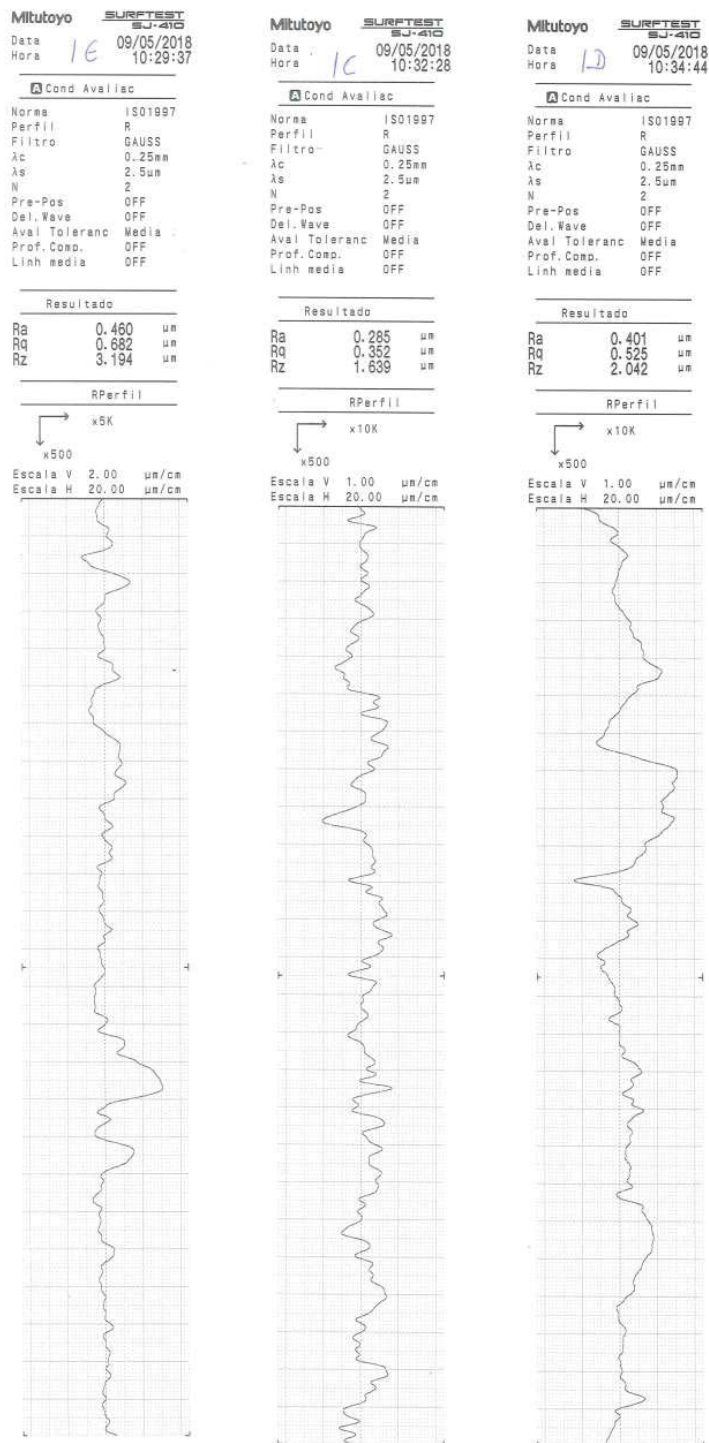 Mitutoyo SURFTEST
SJ-410
Data 09/05/2018
Hora 1E 10:29:37
A Cond Avaliac
Norma ISO1997
Perfil R
Filtro GAUSS
λc 0.25mm
λs 2.5μm
N 2
Pre-Pos OFF
Del.Wave OFF
Aval Toleranc Media
Prof.Comp. OFF
Linh media OFF
Resultado
Ra 0.460 μm
Rq 0.682 μm
Rz 3.194 μm
RPerfil
x5K
x500
Escala V 2.00 μm/cm
Escala H 20.00 μm/cm
Mitutoyo SURFTEST
SJ-410
Data 09/05/2018
Hora 1C 10:32:28
A Cond Avaliac
Norma ISO1997
Perfil R
Filtro GAUSS
λc 0.25mm
λs 2.5μm
N 2
Pre-Pos OFF
Del.Wave OFF
Aval Toleranc Media
Prof.Comp. OFF
Linh media OFF
Resultado
Ra 0.285 μm
Rq 0.352 μm
Rz 1.639 μm
RPerfil
x10K
x500
Escala V 1.00 μm/cm
Escala H 20.00 μm/cm
Mitutoyo SURFTEST
SJ-410
Data 09/05/2018
Hora 1D 10:34:44
A Cond Avaliac
Norma ISO1997
Perfil R
Filtro GAUSS
λc 0.25mm
λs 2.5μm
N 2
Pre-Pos OFF
Del.Wave OFF
Aval Toleranc Media
Prof.Comp. OFF
Linh media OFF
Resultado
Ra 0.401 μm
Rq 0.525 μm
Rz 2.042 μm
RPerfil
x10K
x500
Escala V 1.00 μm/cm
Escala H 20.00 μm/cm